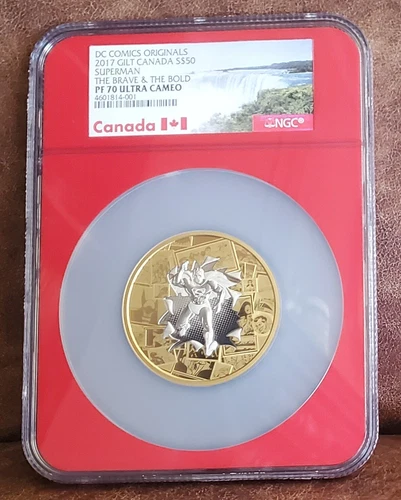 DC COMICS ORIGINALS
2017 GILT CANADA S$50
SUPERMAN
THE BRAVE & THE BOLD
PF 70 ULTRA CAMEO
4601814-001
Canada
NGC